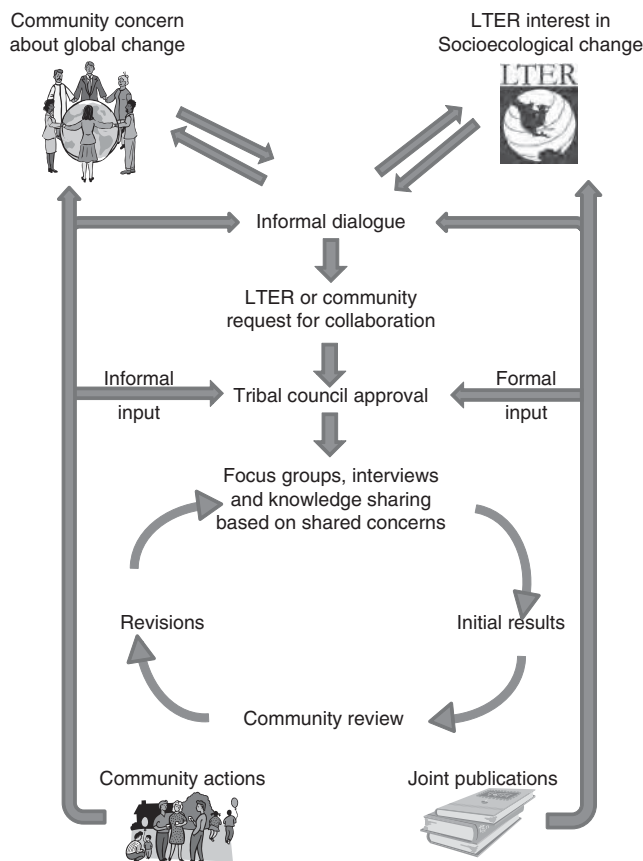 Community concern
about global change
LTER interest in
Socioecological change
LTER
Informal dialogue
LTER or community
request for collaboration
Informal
input
Tribal council approval
Formal
input
Focus groups, interviews
and knowledge sharing
based on shared concerns
Revisions
Initial results
Community review
Community actions
Joint publications